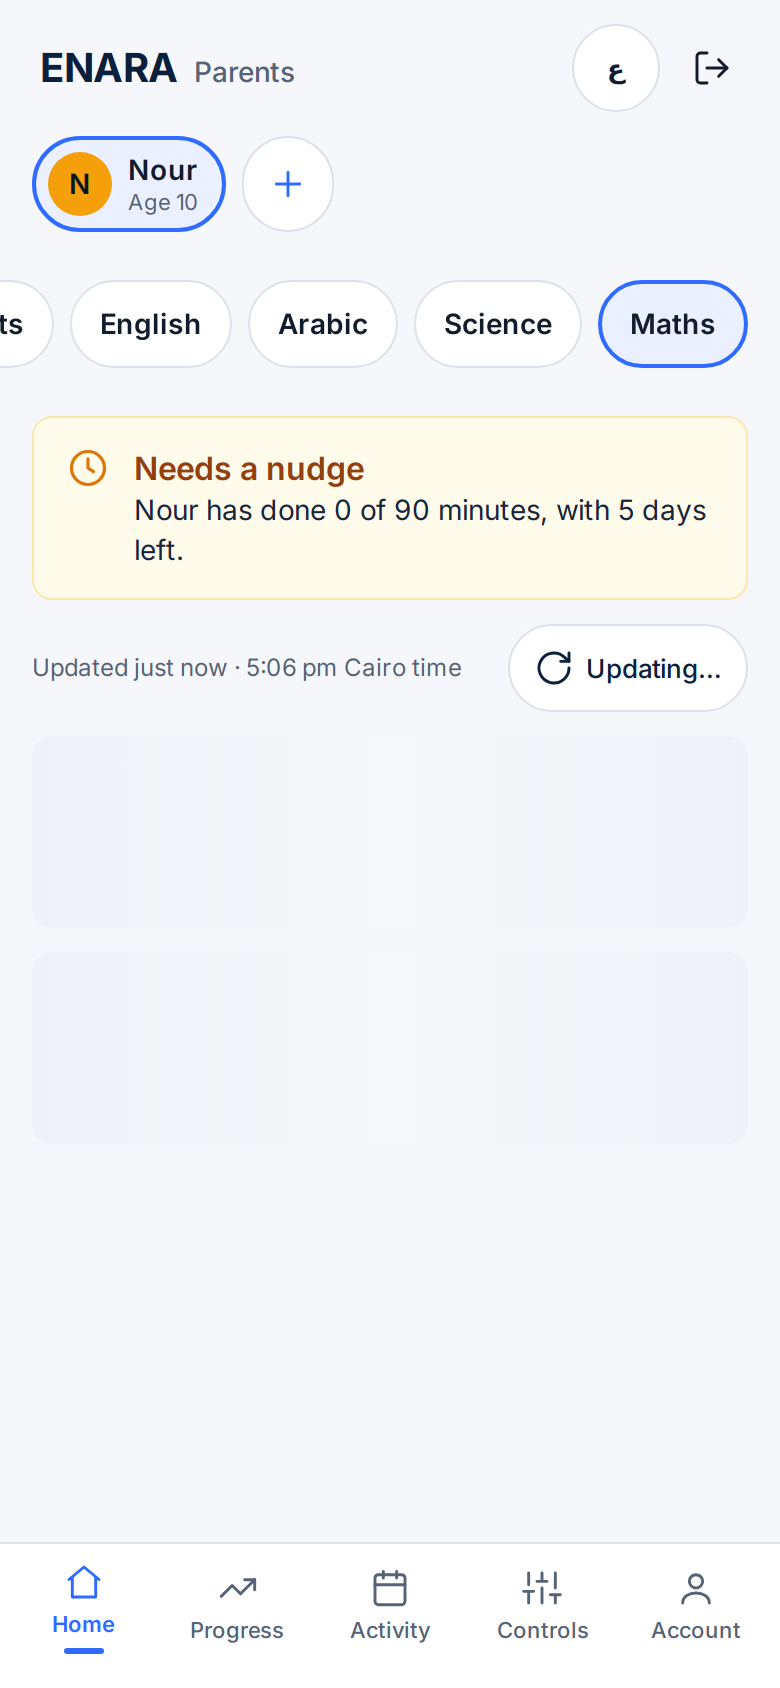 ENARA Parents
ع
N
Nour
Age 10
ts English Arabic Science Maths
Needs a nudge
Nour has done 0 of 90 minutes, with 5 days
left.
Updated just now · 5:06 pm Cairo time
Updating...
Home Progress Activity Controls Account